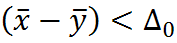 (x̄ − ȳ) < Δ₀